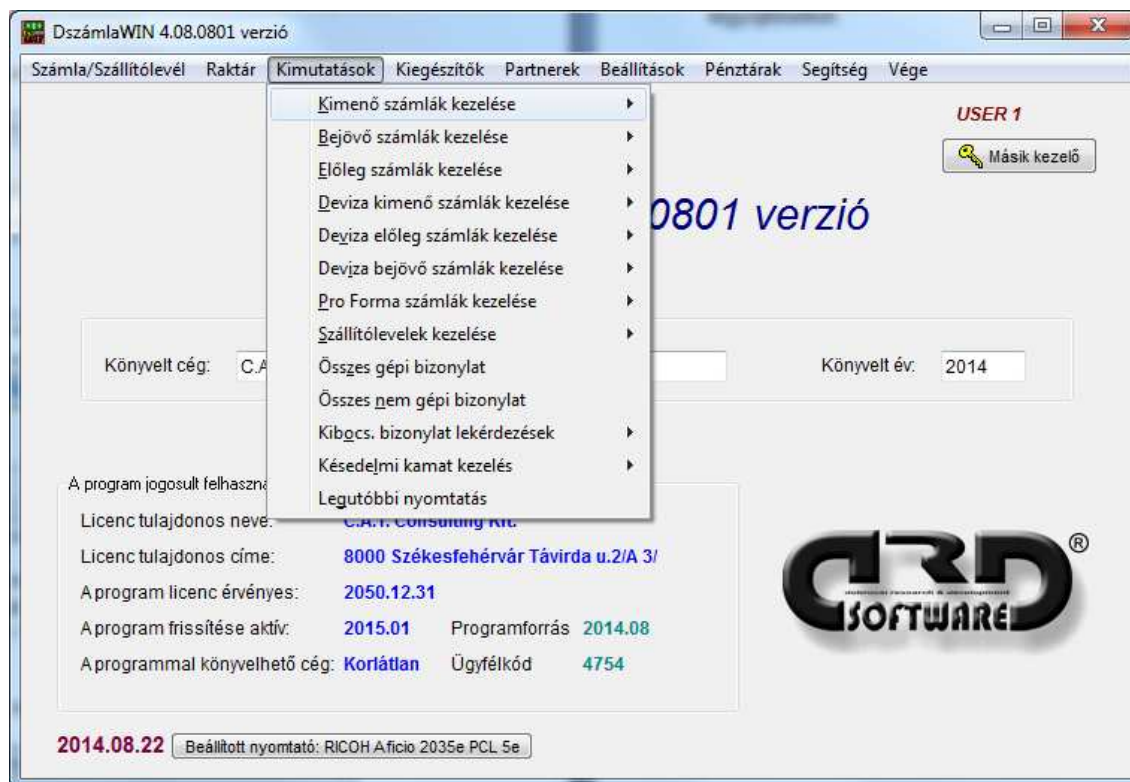 DszámlaWIN 4.08.0801 verzió
Számla/Szállítólevél Raktár Kimutatások Kiegészítők Partnerek Beállítások Pénztárak Segítség Vége
Kimenő számlák kezelése
Bejövő számlák kezelése
Előleg számlák kezelése
Deviza kimenő számlák kezelése
Deviza előleg számlák kezelése
Deviza bejövő számlák kezelése
Pro Forma számlák kezelése
Szállítólevelek kezelése
Összes gépi bizonylat
Összes nem gépi bizonylat
Kibocs. bizonylat lekérdezések
Késedelmi kamat kezelés
Legutóbbi nyomtatás
USER 1
Másik kezelő
0801 verzió
Könyvelt cég: C.A Könyvelt év: 2014
A program jogosult
Licenc tulajdonos neve: C.A.T. Consulting Kft.
Licenc tulajdonos címe: 8000 Székesfehérvár Távirda u.2/A 3/
A program licenc érvényes: 2050.12.31
A program frissítése aktív: 2015.01 Programforrás 2014.08
A programmal könyvelhető cég: Korlátlan Ügyfélkód 4754
DRD ®
SOFTWARE
2014.08.22 Beállított nyomtató: RICOH Aficio 2035e PCL 5e